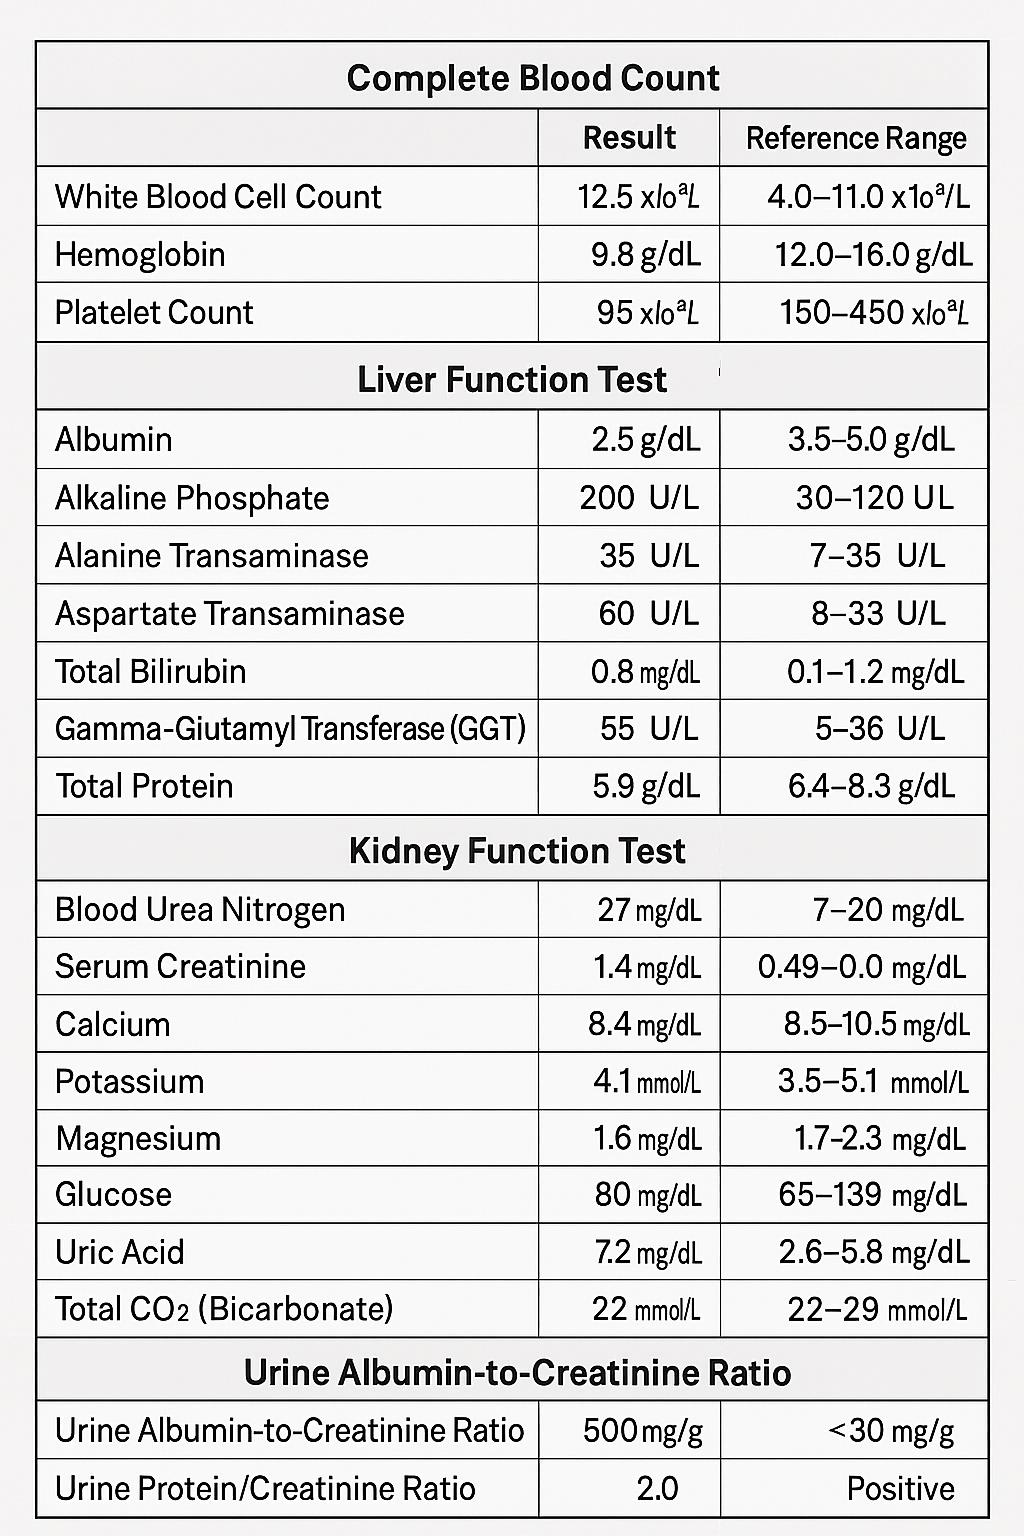 Complete Blood Count
Result Reference Range
White Blood Cell Count 12.5 xloªL 4.0–11.0 x1oª/L
Hemoglobin 9.8 g/dL 12.0–16.0 g/dL
Platelet Count 95 xloªL 150–450 xloªL
Liver Function Test
Albumin 2.5 g/dL 3.5–5.0 g/dL
Alkaline Phosphate 200 U/L 30–120 UL
Alanine Transaminase 35 U/L 7–35 U/L
Aspartate Transaminase 60 U/L 8–33 U/L
Total Bilirubin 0.8 mg/dL 0.1–1.2 mg/dL
Gamma-Giutamyl Transferase (GGT) 55 U/L 5–36 U/L
Total Protein 5.9 g/dL 6.4–8.3 g/dL
Kidney Function Test
Blood Urea Nitrogen 27 mg/dL 7–20 mg/dL
Serum Creatinine 1.4 mg/dL 0.49–0.0 mg/dL
Calcium 8.4 mg/dL 8.5–10.5 mg/dL
Potassium 4.1 mmol/L 3.5–5.1 mmol/L
Magnesium 1.6 mg/dL 1.7-2.3 mg/dL
Glucose 80 mg/dL 65–139 mg/dL
Uric Acid 7.2 mg/dL 2.6–5.8 mg/dL
Total CO₂ (Bicarbonate) 22 mmol/L 22–29 mmol/L
Urine Albumin-to-Creatinine Ratio
Urine Albumin-to-Creatinine Ratio 500 mg/g <30 mg/g
Urine Protein/Creatinine Ratio 2.0 Positive